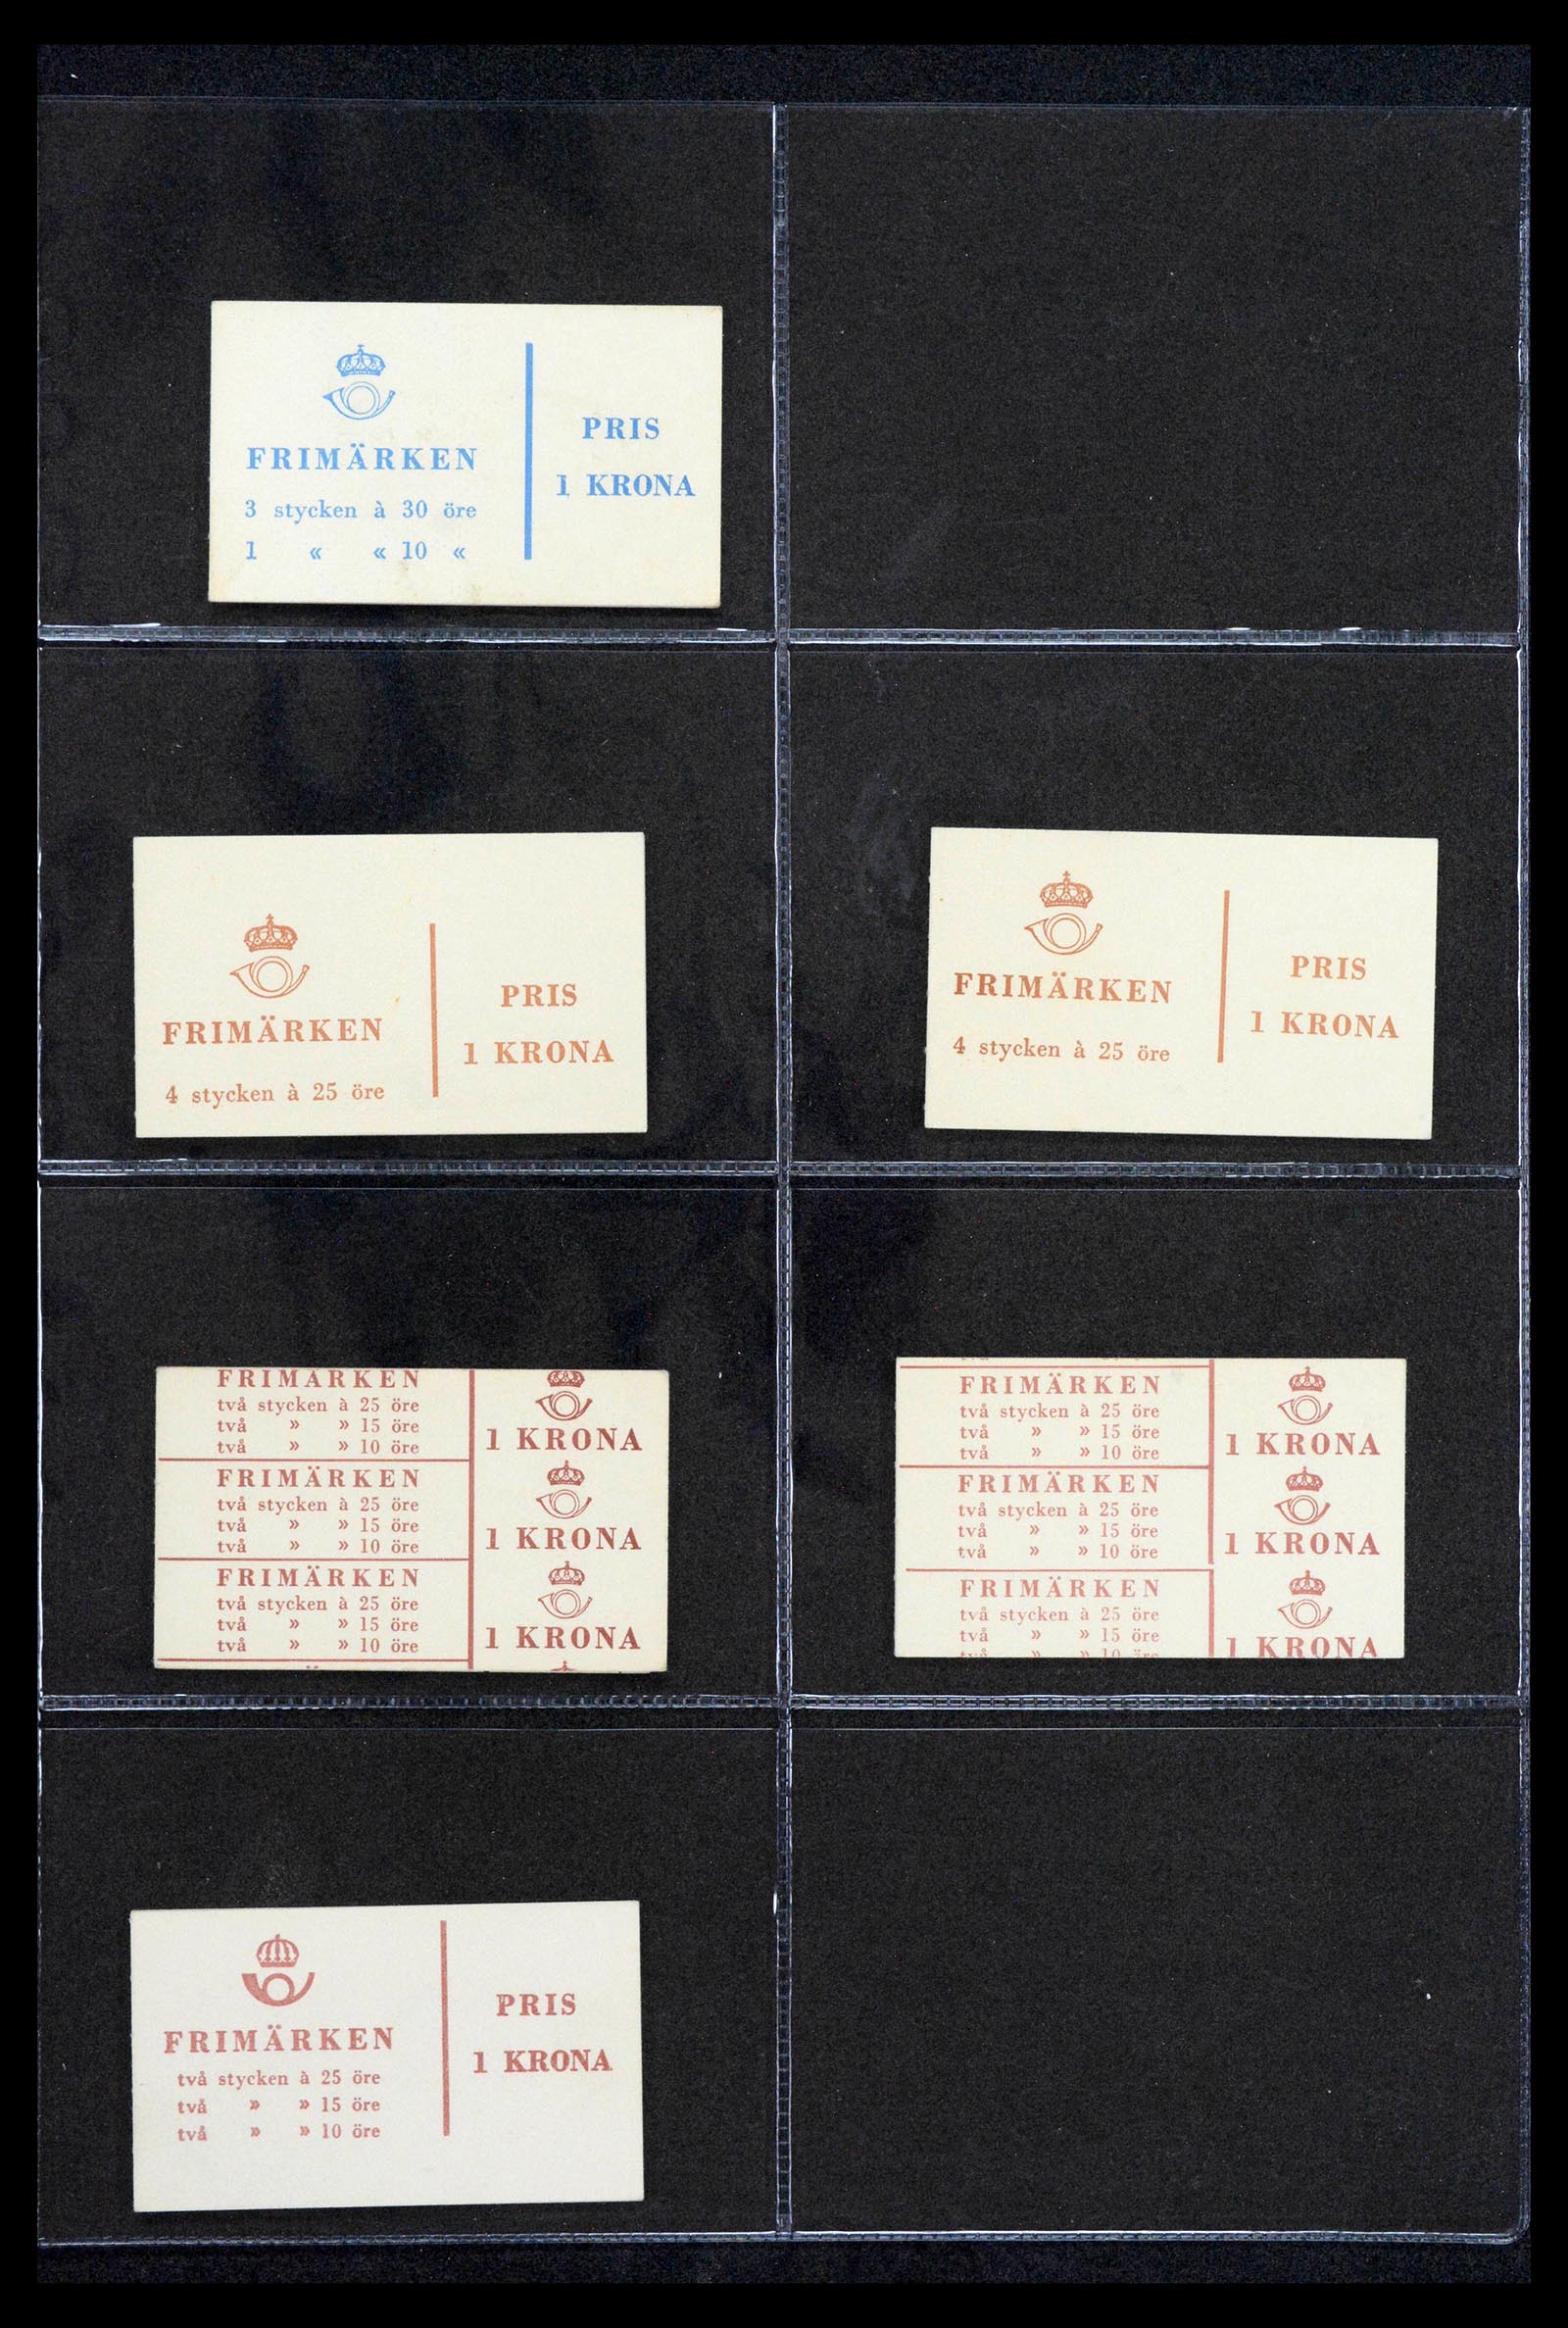 FRIMÄRKEN
3 stycken à 30 öre
1 « « 10 «
PRIS
1 KRONA
FRIMÄRKEN
4 stycken à 25 öre
PRIS
1 KRONA
FRIMÄRKEN
4 stycken à 25 öre
PRIS
1 KRONA
FRIMÄRKEN
två stycken à 25 öre
två » » 15 öre
två » » 10 öre
1 KRONA
FRIMÄRKEN
två stycken à 25 öre
två » » 15 öre
två » » 10 öre
1 KRONA
FRIMÄRKEN
två stycken à 25 öre
två » » 15 öre
två » » 10 öre
1 KRONA
FRIMÄRKEN
två stycken à 25 öre
två » » 15 öre
två » » 10 öre
1 KRONA
FRIMÄRKEN
två stycken à 25 öre
två » » 15 öre
två » » 10 öre
1 KRONA
FRIMÄRKEN
två stycken à 25 öre
två » » 15 öre
två » » 10 öre
1 KRONA
FRIMÄRKEN
två stycken à 25 öre
två » » 15 öre
två » » 10 öre
PRIS
1 KRONA